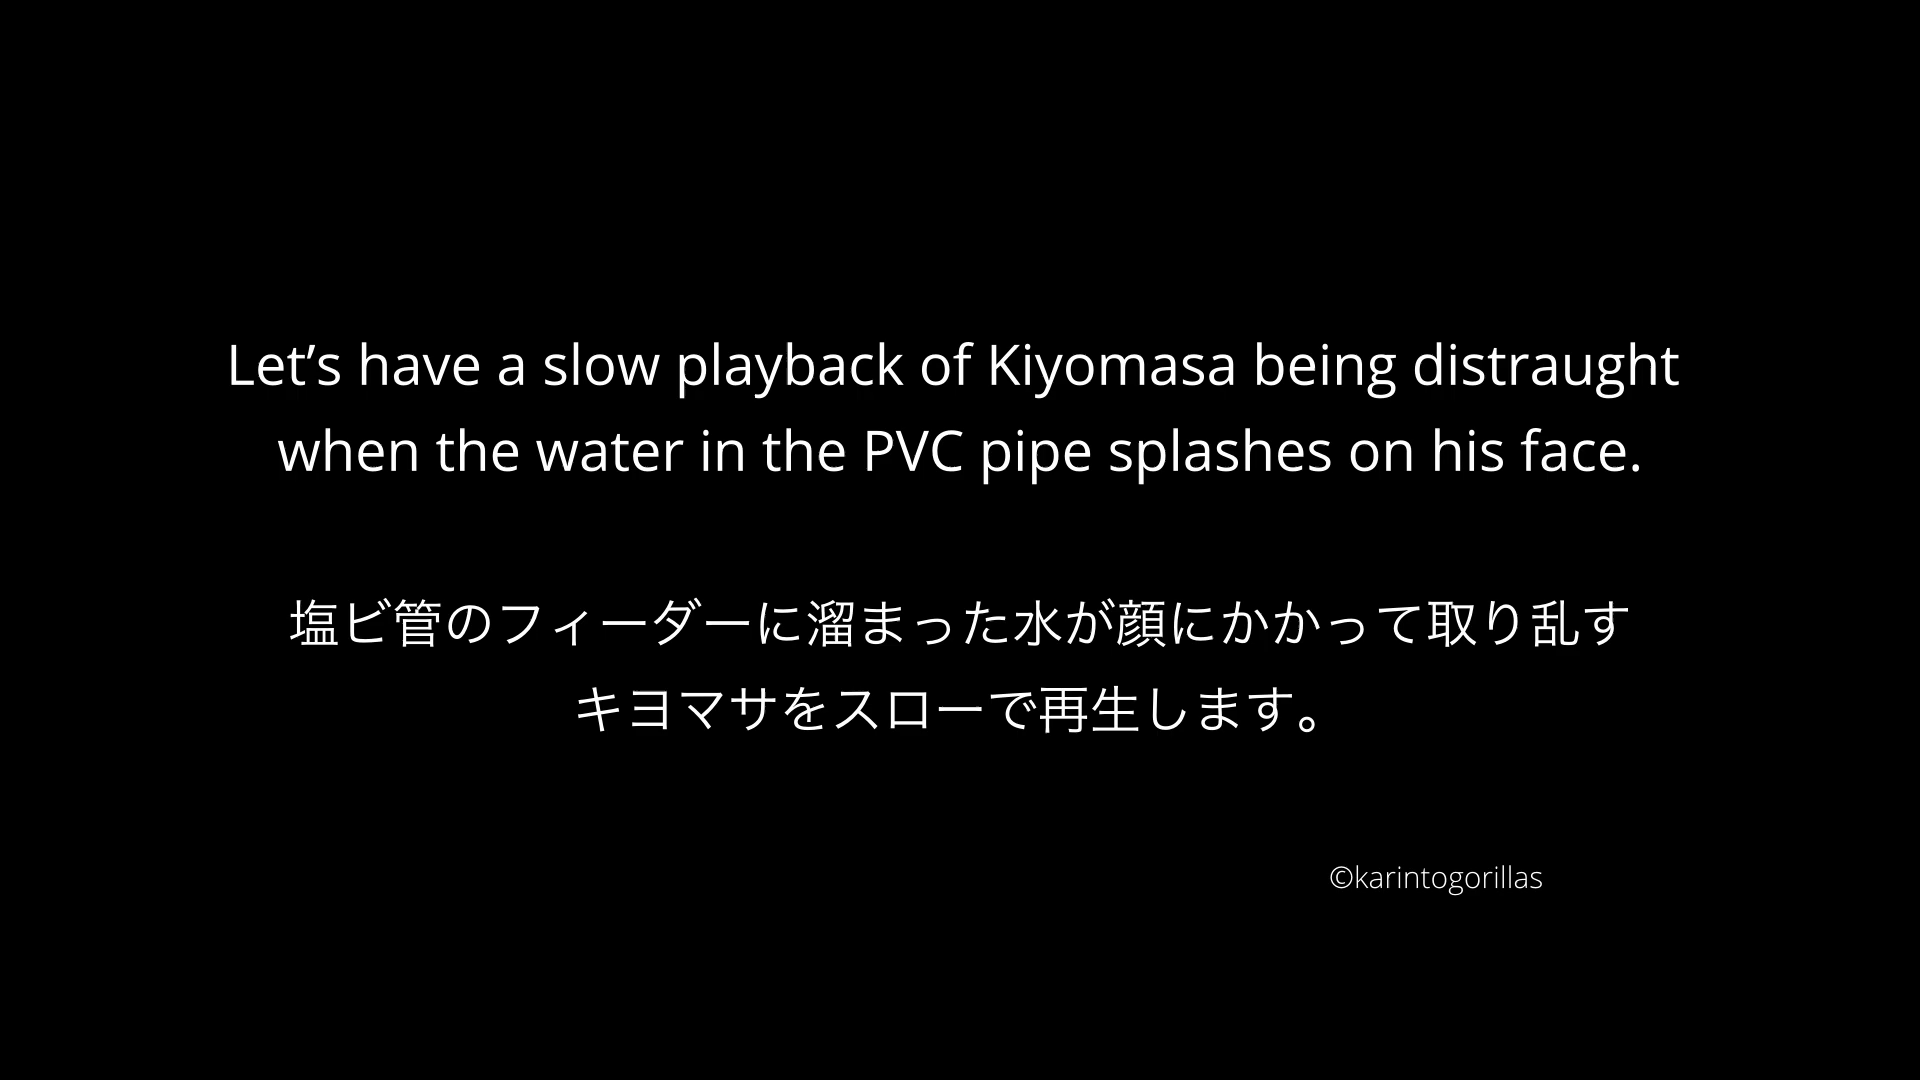 Let’s have a slow playback of Kiyomasa being distraught
when the water in the PVC pipe splashes on his face.
塩ビ管のフィーダーに溜まった水が顔にかかって取り乱す
キヨマサをスローで再生します。
©karintogorillas